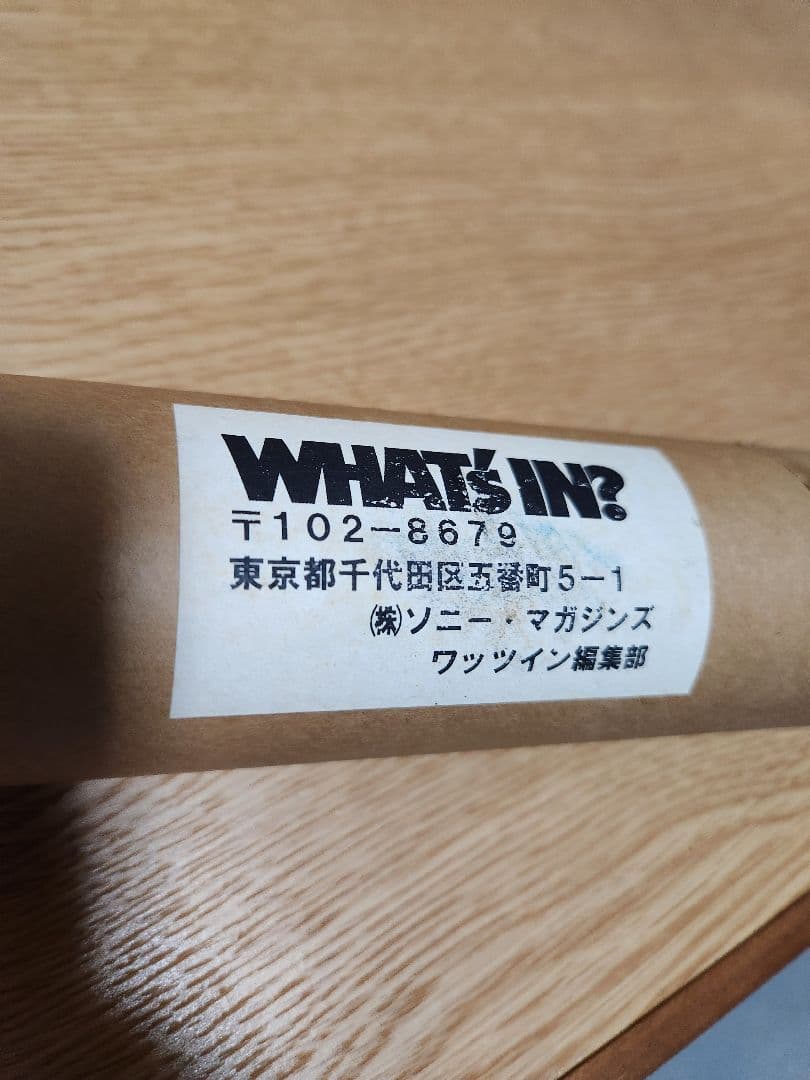 WHAT's IN?
〒102-8679
東京都千代田区五番町5-1
㈱ソニー・マガジンズ
ワッツイン編集部